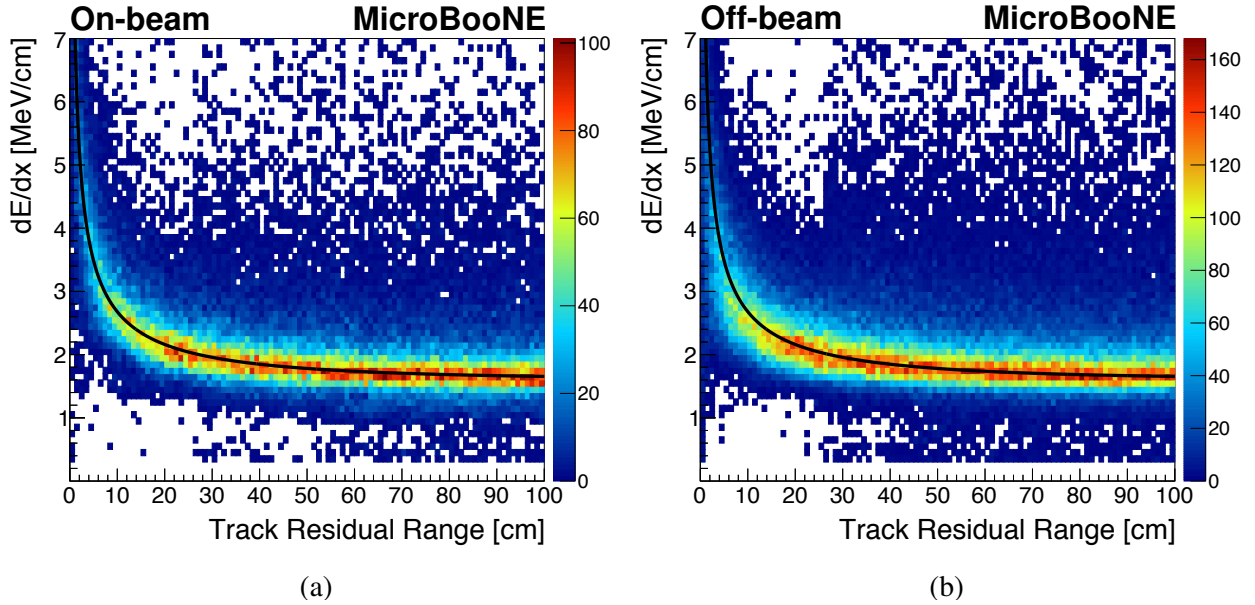 On-beam MicroBooNE
dE/dx [MeV/cm]
7
6
5
4
3
2
1
0 10 20 30 40 50 60 70 80 90 100
Track Residual Range [cm]
100
80
60
40
20
0
(a)
Off-beam MicroBooNE
dE/dx [MeV/cm]
7
6
5
4
3
2
1
0 10 20 30 40 50 60 70 80 90 100
Track Residual Range [cm]
160
140
120
100
80
60
40
20
0
(b)